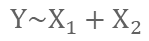 Y~X₁ + X₂